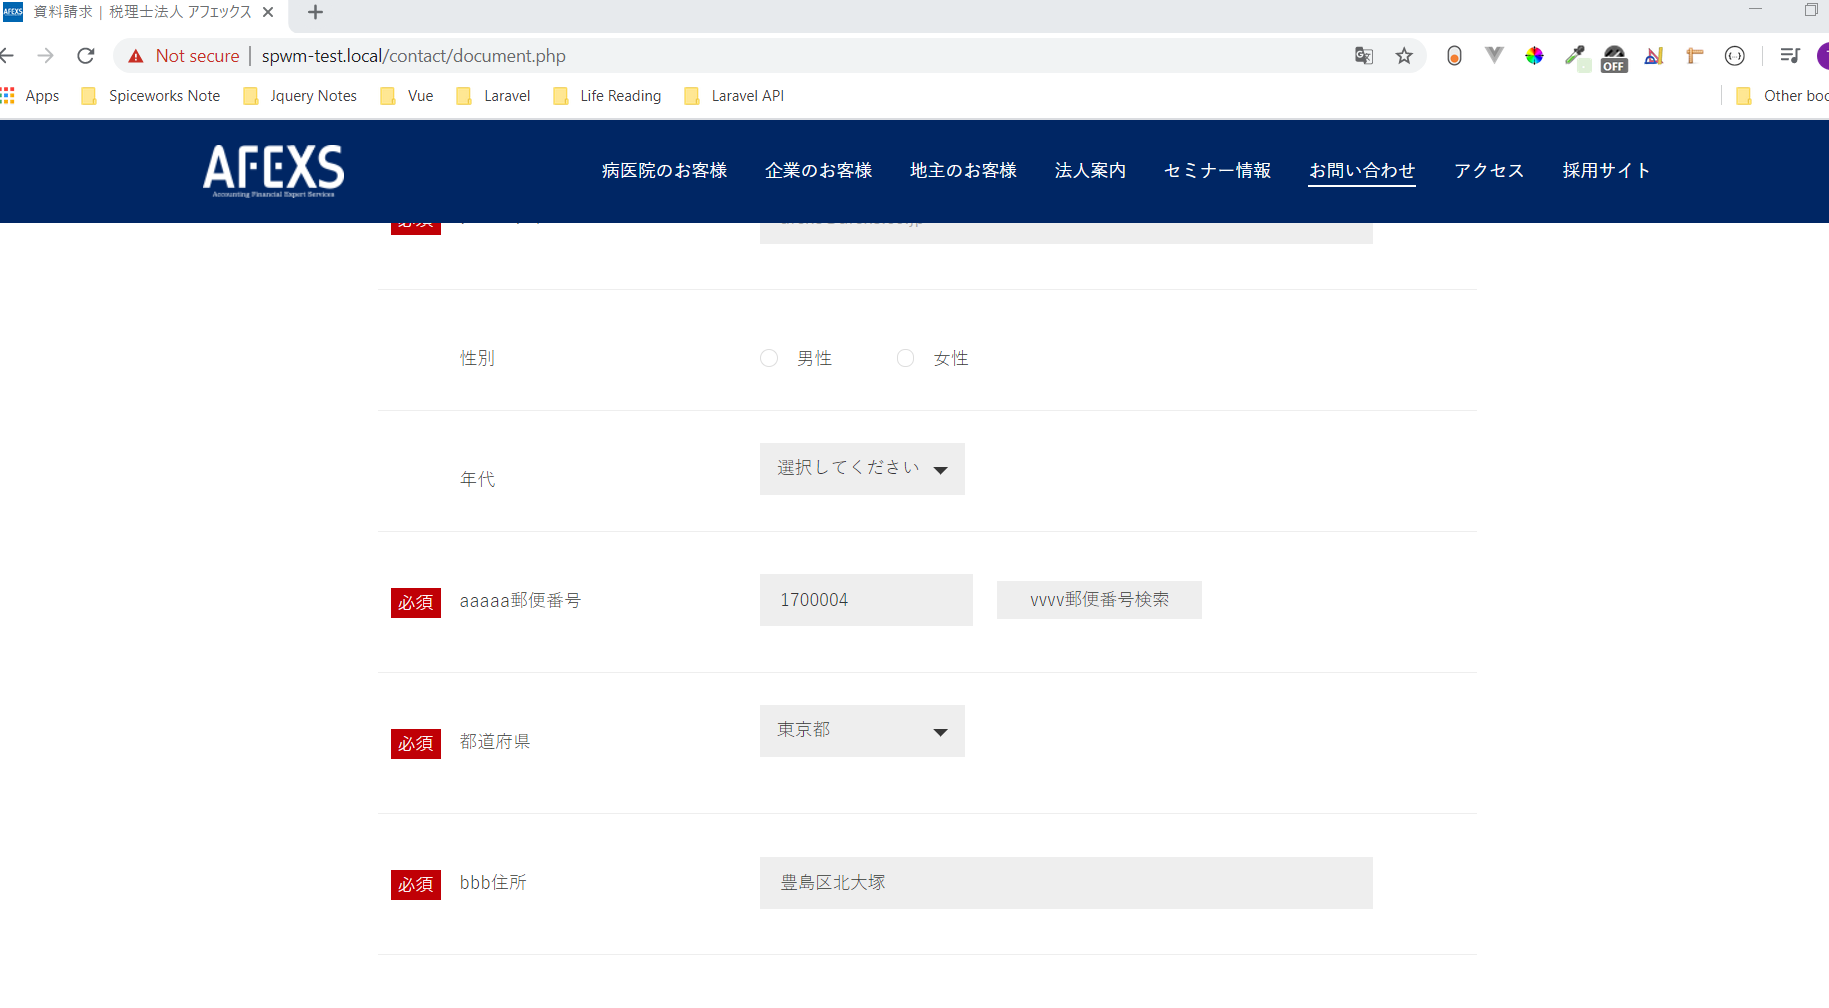 資料請求 | 税理士法人 アフェックス
Not secure | spwm-test.local/contact/document.php
OFF
Apps Spiceworks Note Jquery Notes Vue Laravel Life Reading Laravel API Other boo
AFEXS
Accounting Financial Expert Services
病医院のお客様 企業のお客様 地主のお客様 法人案内 セミナー情報 お問い合わせ アクセス 採用サイト
性別 男性 女性
年代 選択してください
必須 aaaaa郵便番号 1700004 vvvv郵便番号検索
必須 都道府県 東京都
必須 bbb住所 豊島区北大塚